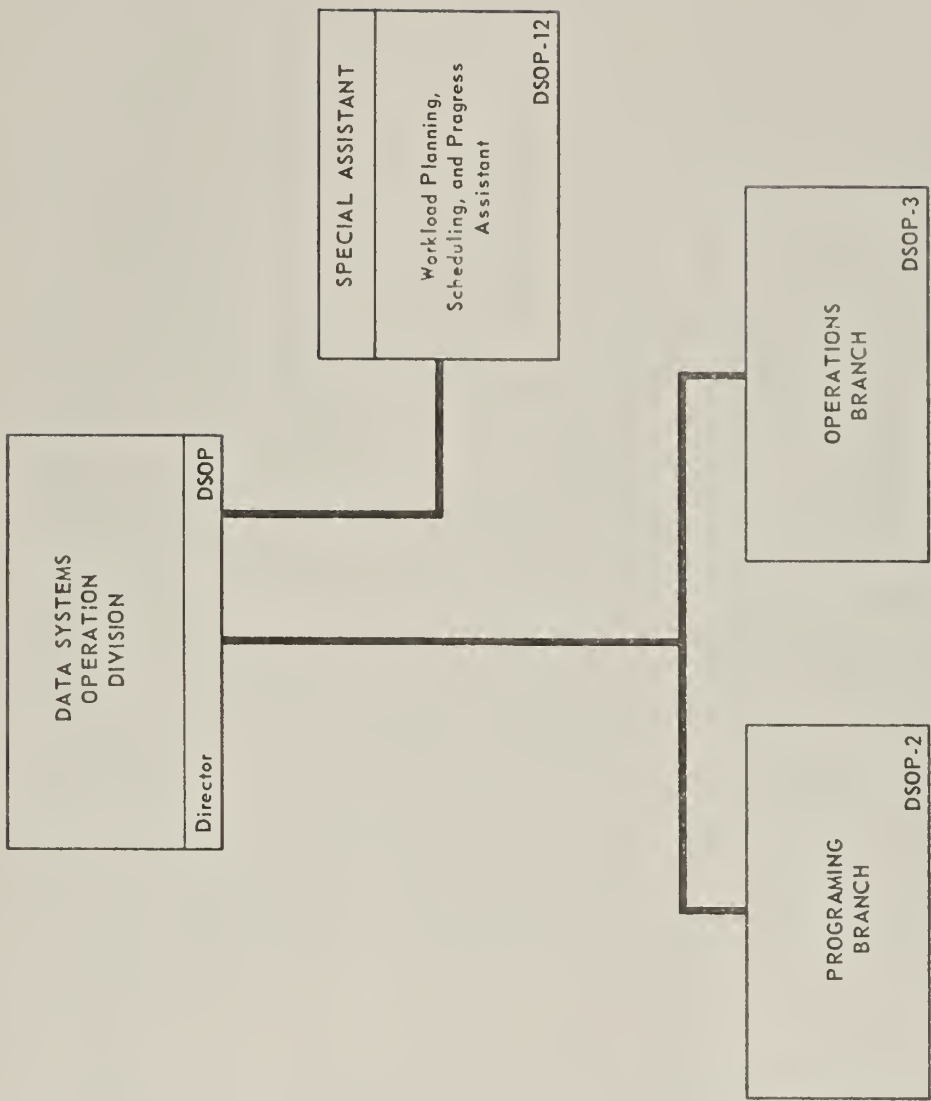 DATA SYSTEMS
OPERATION
DIVISION
Director DSOP
SPECIAL ASSISTANT
Workload Planning,
Scheduling, and Progress
Assistant
DSOP-12
PROGRAMING
BRANCH
DSOP-2
OPERATIONS
BRANCH
DSOP-3